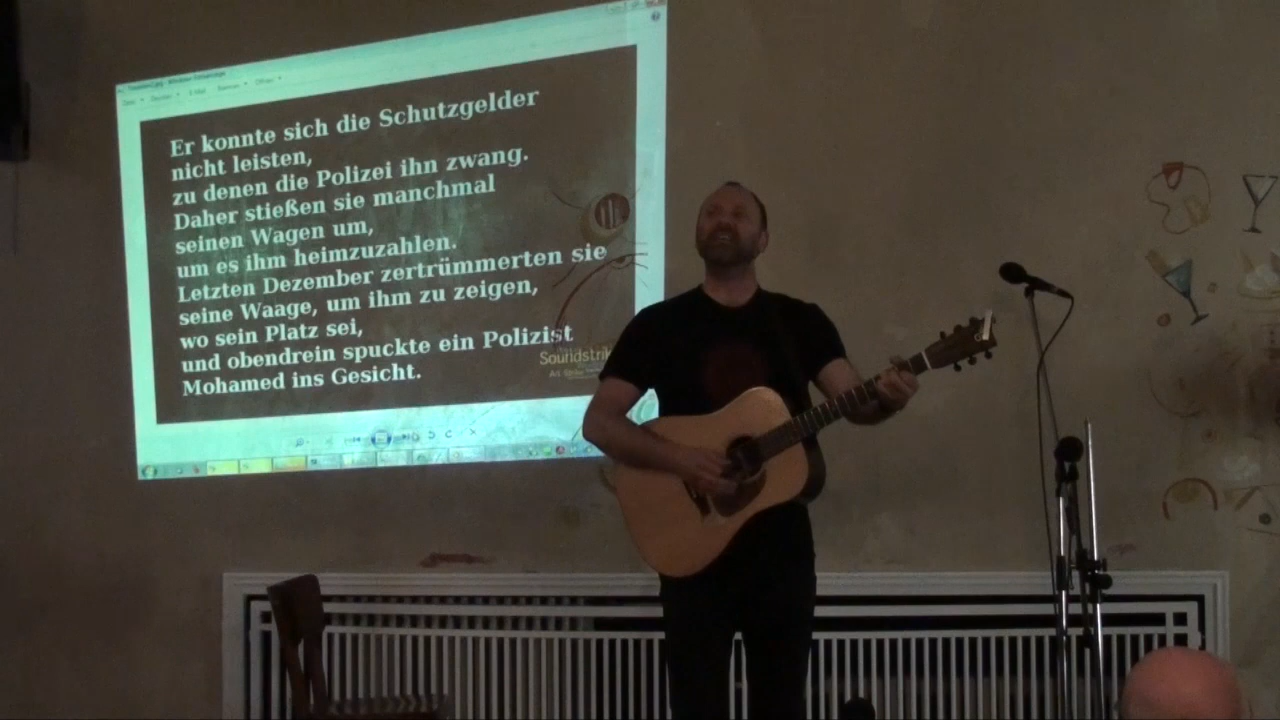 Er konnte sich die Schutzgelder
nicht leisten,
zu denen die Polizei ihn zwang.
Daher stießen sie manchmal
seinen Wagen um,
um es ihm heimzuzahlen.
Letzten Dezember zertrümmerten sie
seine Waage, um ihm zu zeigen,
wo sein Platz sei,
und obendrein spuckte ein Polizist
Mohamed ins Gesicht.